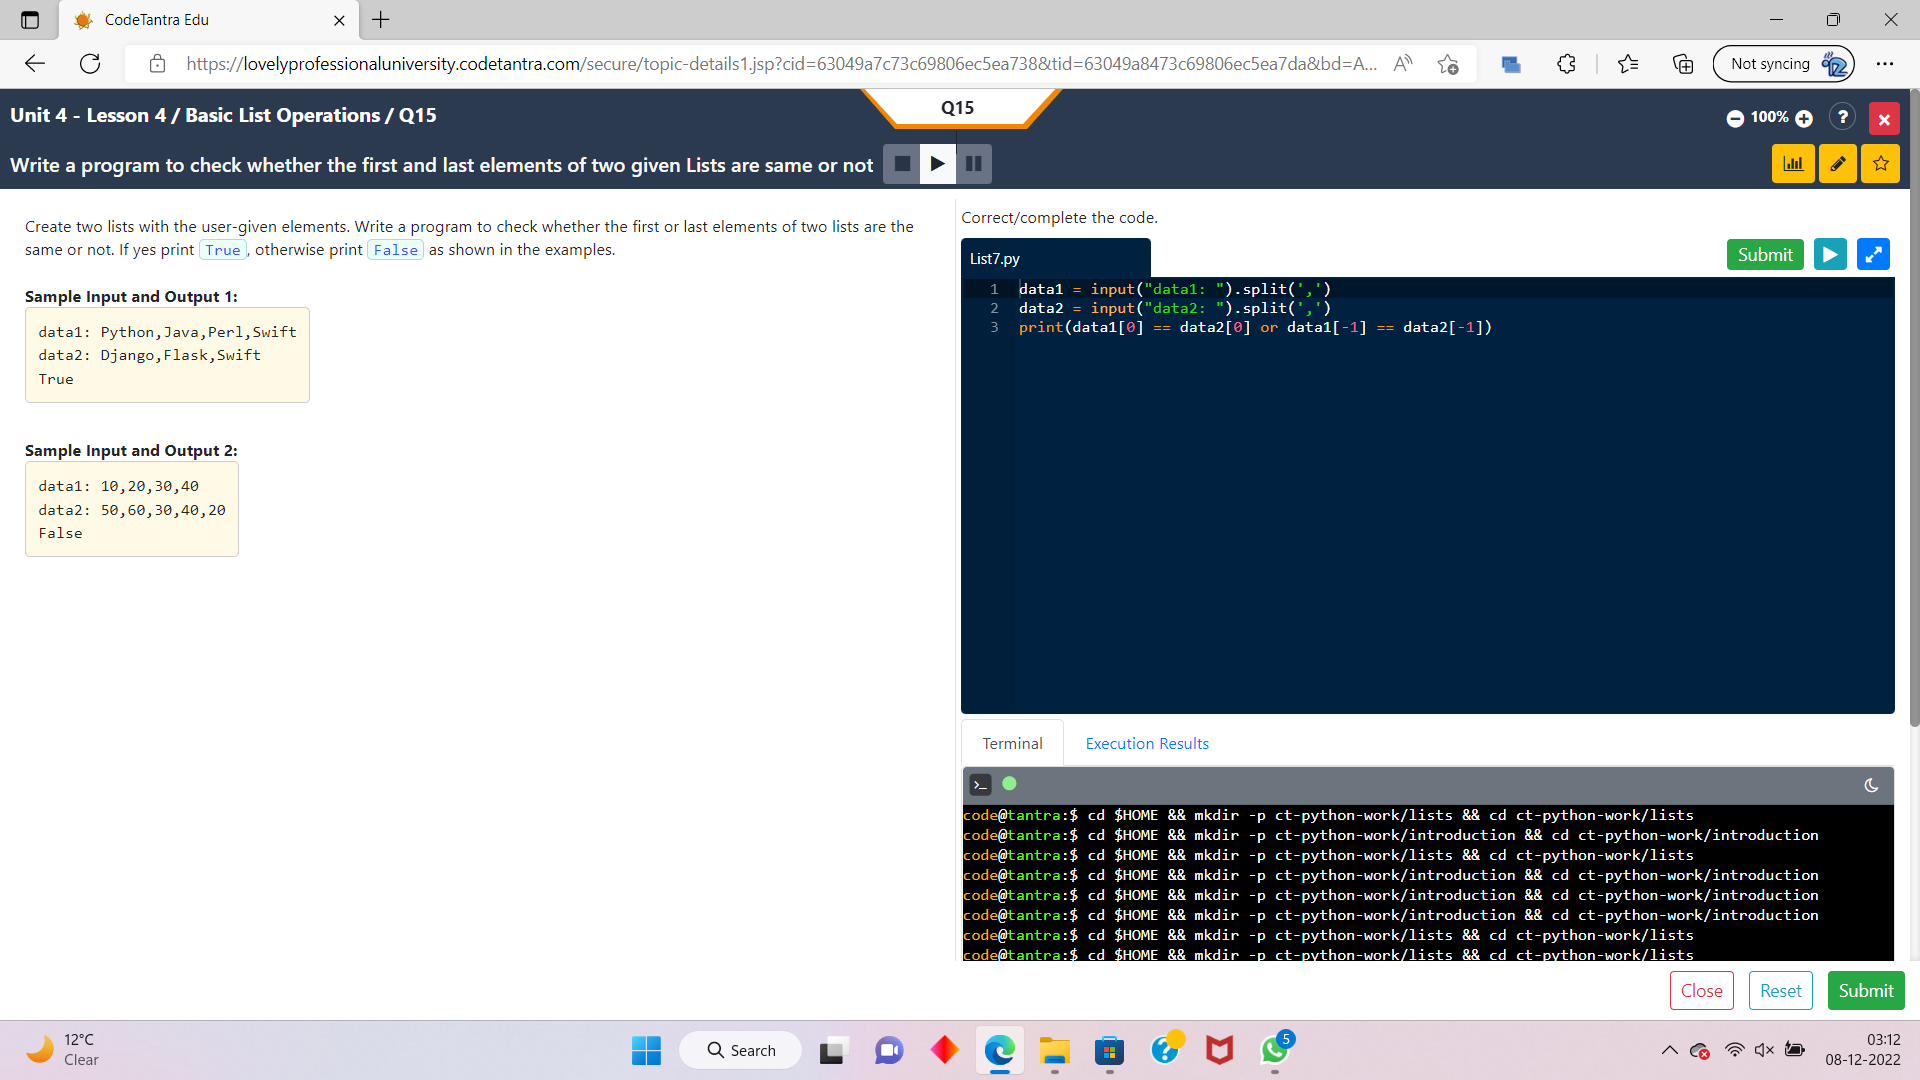 CodeTantra Edu
https://lovelyprofessionaluniversity.codetantra.com/secure/topic-details1.jsp?cid=63049a7c73c69806ec5ea738&tid=63049a8473c69806ec5ea7da&bd=A...
Not syncing
Unit 4 - Lesson 4 / Basic List Operations / Q15
Q15
100%
?
Write a program to check whether the first and last elements of two given Lists are same or not
Create two lists with the user-given elements. Write a program to check whether the first or last elements of two lists are the
same or not. If yes print True, otherwise print False as shown in the examples.
Sample Input and Output 1:
data1: Python,Java,Perl,Swift
data2: Django,Flask,Swift
True
Sample Input and Output 2:
data1: 10,20,30,40
data2: 50,60,30,40,20
False
Correct/complete the code.
List7.py
Submit
1 data1 = input("data1: ").split(',')
2 data2 = input("data2: ").split(',')
3 print(data1[0] == data2[0] or data1[-1] == data2[-1])
Terminal
Execution Results
code@tantra:$ cd $HOME && mkdir -p ct-python-work/lists && cd ct-python-work/lists
code@tantra:$ cd $HOME && mkdir -p ct-python-work/introduction && cd ct-python-work/introduction
code@tantra:$ cd $HOME && mkdir -p ct-python-work/lists && cd ct-python-work/lists
code@tantra:$ cd $HOME && mkdir -p ct-python-work/introduction && cd ct-python-work/introduction
code@tantra:$ cd $HOME && mkdir -p ct-python-work/introduction && cd ct-python-work/introduction
code@tantra:$ cd $HOME && mkdir -p ct-python-work/introduction && cd ct-python-work/introduction
code@tantra:$ cd $HOME && mkdir -p ct-python-work/lists && cd ct-python-work/lists
code@tantra:$ cd $HOME && mkdir -p ct-python-work/lists && cd ct-python-work/lists
Close
Reset
Submit
12°C
Clear
Search
5
03:12
08-12-2022